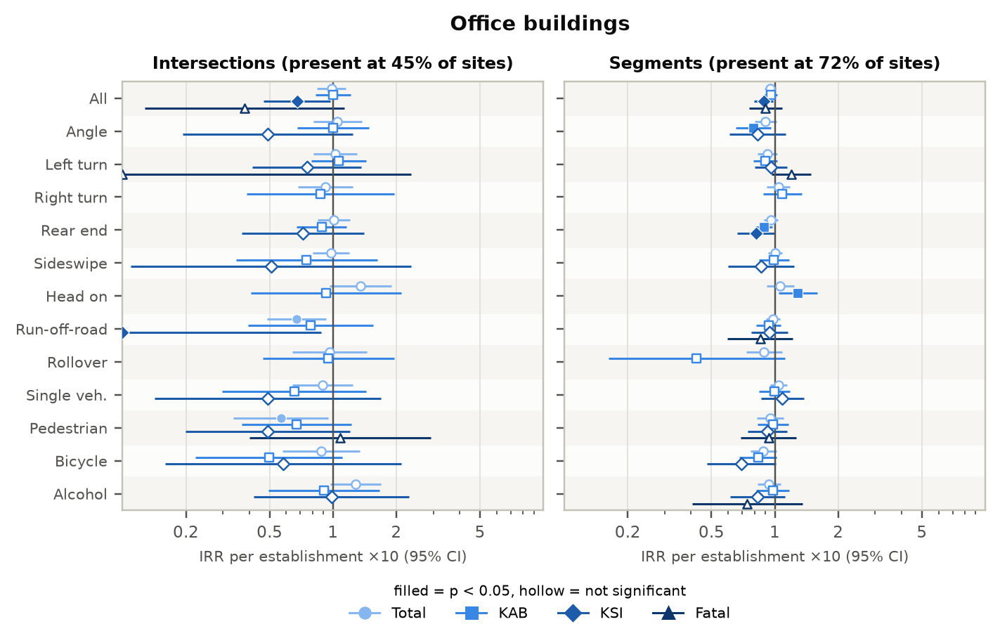 Office buildings
Intersections (present at 45% of sites)
Segments (present at 72% of sites)
All
Angle
Left turn
Right turn
Rear end
Sideswipe
Head on
Run-off-road
Rollover
Single veh.
Pedestrian
Bicycle
Alcohol
0.2 0.5 1 2 5
0.2 0.5 1 2 5
IRR per establishment ×10 (95% CI)
IRR per establishment ×10 (95% CI)
filled = p < 0.05, hollow = not significant
Total KAB KSI Fatal